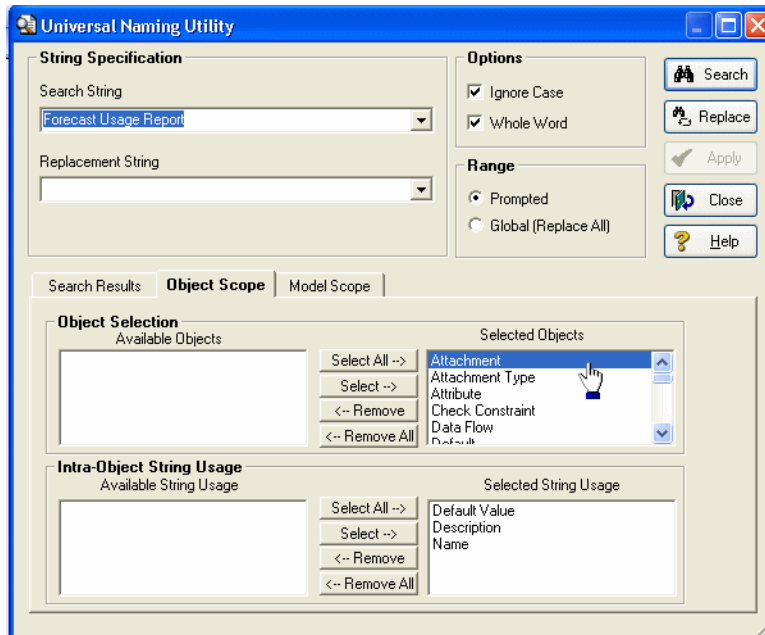 Universal Naming Utility
String Specification
Search String
Forecast Usage Report
Replacement String
Options
Ignore Case
Whole Word
Range
Prompted
Global (Replace All)
Search
Replace
Apply
Close
Help
Search Results
Object Scope
Model Scope
Object Selection
Available Objects
Select All -->
Select -->
<-- Remove
<-- Remove All
Selected Objects
Attachment
Attachment Type
Attribute
Check Constraint
Data Flow
Default
Intra-Object String Usage
Available String Usage
Select All -->
Select -->
<-- Remove
<-- Remove All
Selected String Usage
Default Value
Description
Name